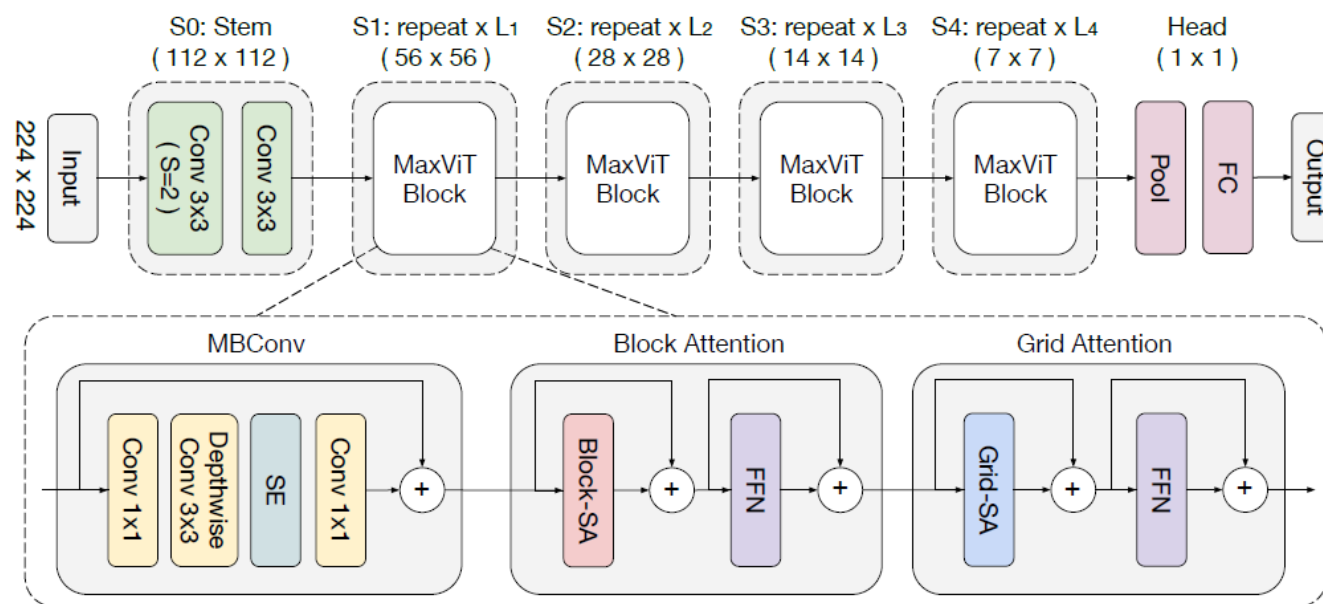 S0: Stem
( 112 x 112 )
S1: repeat x L₁
( 56 x 56 )
S2: repeat x L₂
( 28 x 28 )
S3: repeat x L₃
( 14 x 14 )
S4: repeat x L₄
( 7 x 7 )
Head
( 1 x 1 )
224 x 224
Input
Conv 3x3
( S=2 )
Conv 3x3
MaxViT
Block
MaxViT
Block
MaxViT
Block
MaxViT
Block
Pool
FC
Output
MBConv
Conv 1x1
Depthwise
Conv 3x3
SE
Conv 1x1
+
Block Attention
Block-SA
+
FFN
+
Grid Attention
Grid-SA
+
FFN
+